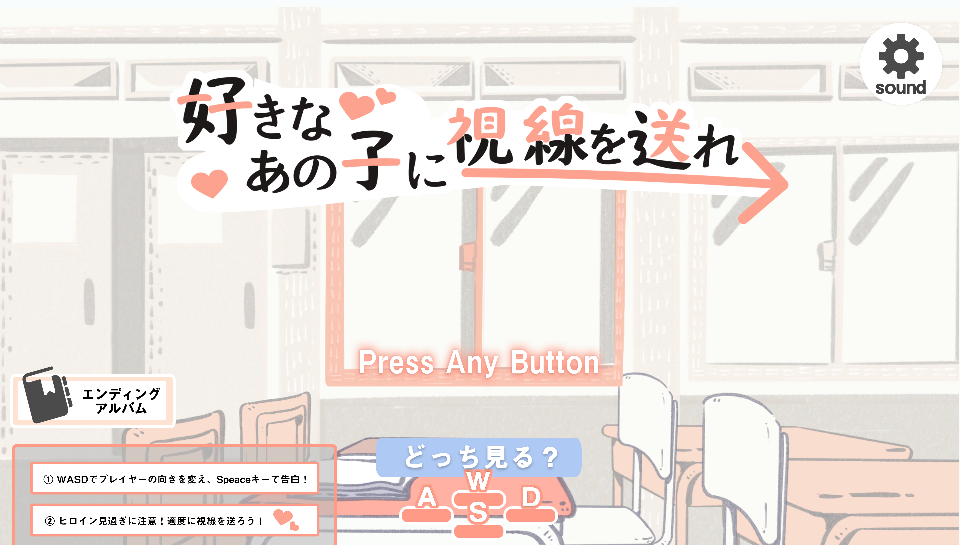 sound
好きな
あの子に視線を送れ
Press Any Button
エンディング
アルバム
どっち見る？
W
A S D
① WASDでプレイヤーの向きを変え、Speaceキーで告白！
② ヒロイン見過ぎに注意！適度に視線を送ろう！